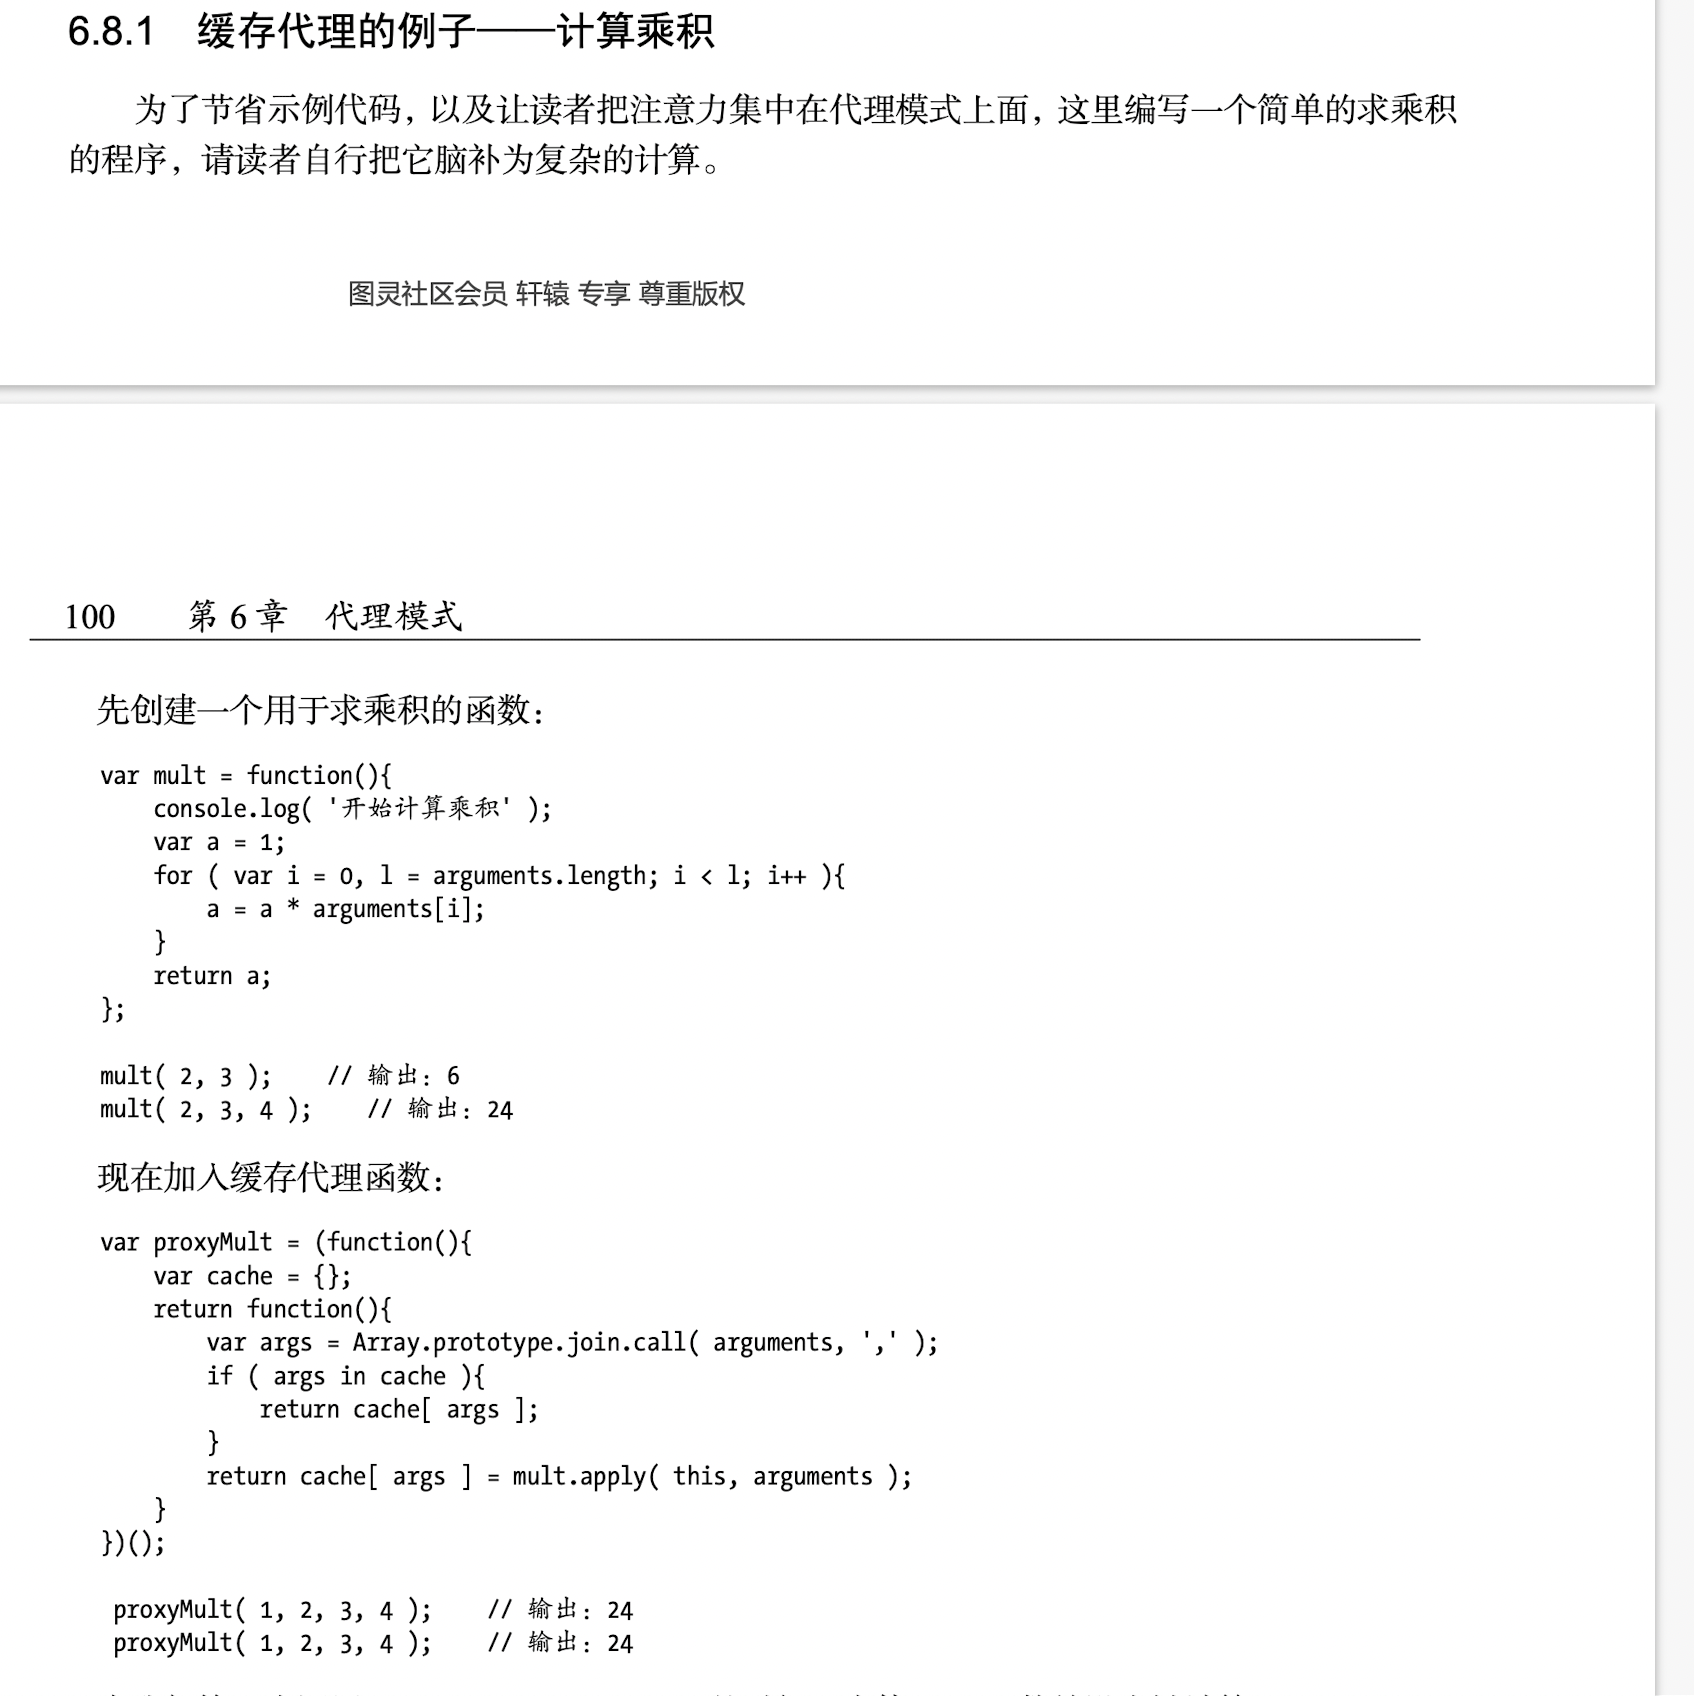 6.8.1 缓存代理的例子——计算乘积
为了节省示例代码，以及让读者把注意力集中在代理模式上面，这里编写一个简单的求乘积
的程序，请读者自行把它脑补为复杂的计算。
图灵社区会员 轩辕 专享 尊重版权
100 第 6 章 代理模式
先创建一个用于求乘积的函数：
var mult = function(){
    console.log( '开始计算乘积' );
    var a = 1;
    for ( var i = 0, l = arguments.length; i < l; i++ ){
        a = a * arguments[i];
    }
    return a;
};
mult( 2, 3 );    // 输出：6
mult( 2, 3, 4 );    // 输出：24
现在加入缓存代理函数：
var proxyMult = (function(){
    var cache = {};
    return function(){
        var args = Array.prototype.join.call( arguments, ',' );
        if ( args in cache ){
            return cache[ args ];
        }
        return cache[ args ] = mult.apply( this, arguments );
    }
})();
proxyMult( 1, 2, 3, 4 );    // 输出：24
proxyMult( 1, 2, 3, 4 );    // 输出：24